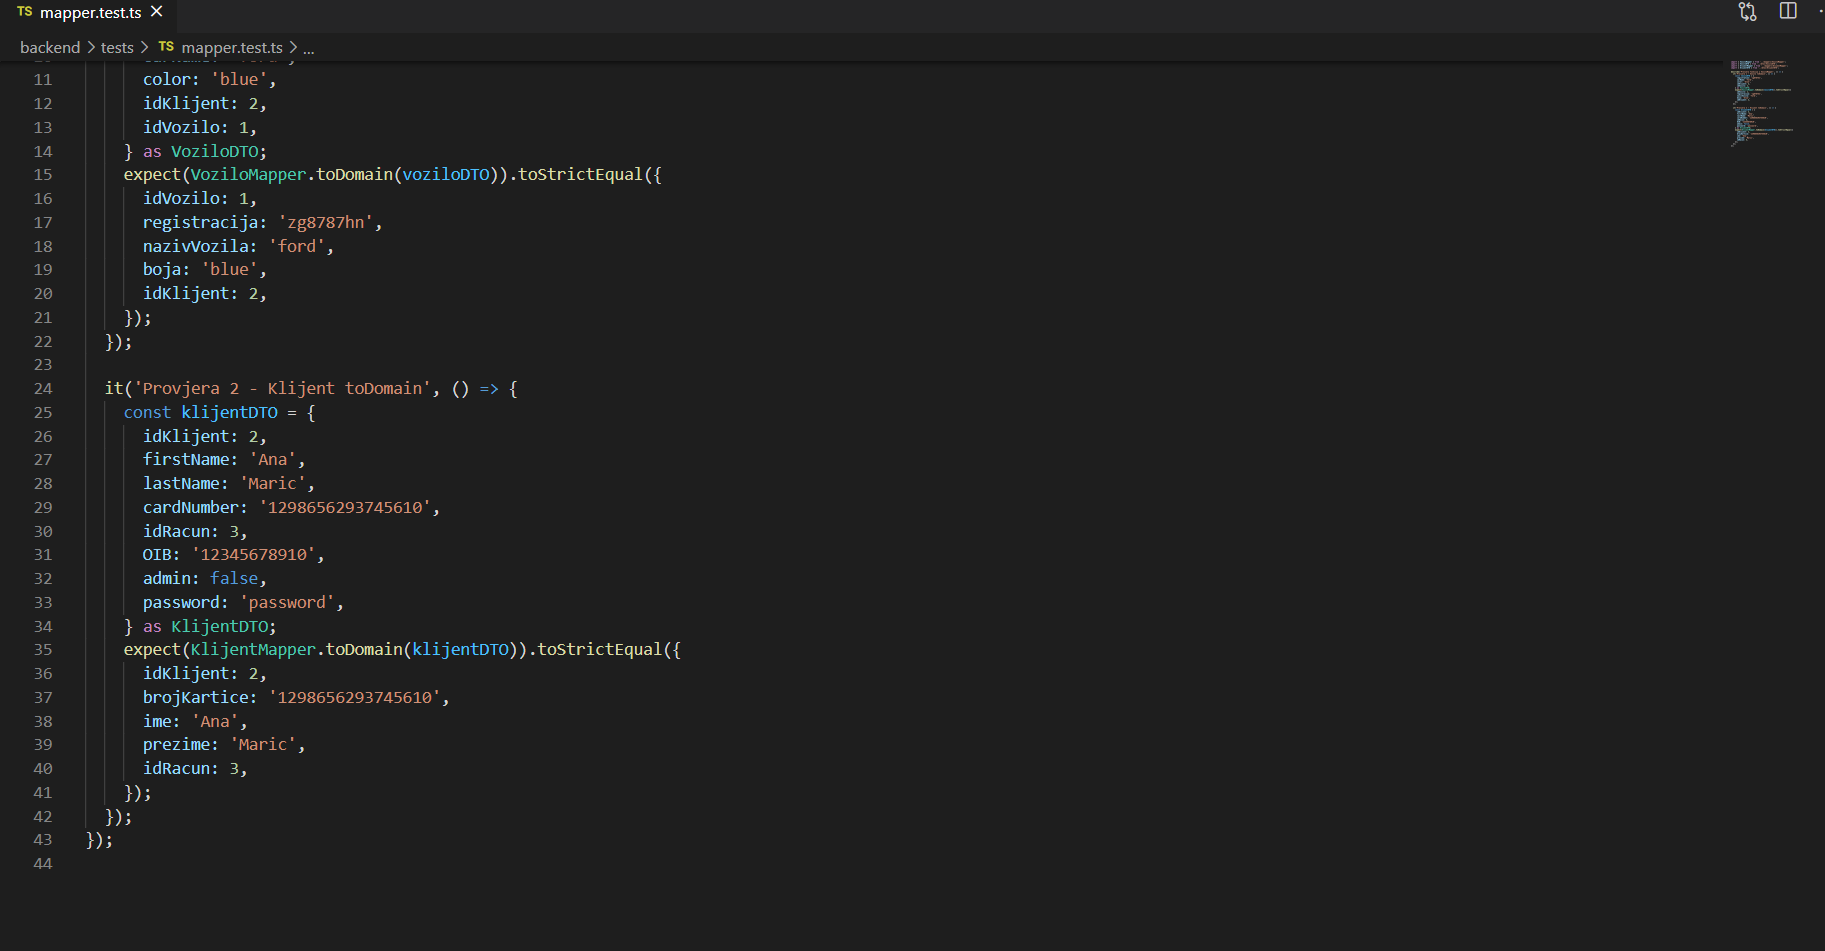 TS mapper.test.ts ×
backend > tests > TS mapper.test.ts > ...
11 color: 'blue',
12 idKlijent: 2,
13 idVozilo: 1,
14 } as VoziloDTO;
15 expect(VoziloMapper.toDomain(voziloDTO)).toStrictEqual({
16 idVozilo: 1,
17 registracija: 'zg8787hn',
18 nazivVozila: 'ford',
19 boja: 'blue',
20 idKlijent: 2,
21 });
22 });
23
24 it('Provjera 2 - Klijent toDomain', () => {
25 const klijentDTO = {
26 idKlijent: 2,
27 firstName: 'Ana',
28 lastName: 'Maric',
29 cardNumber: '1298656293745610',
30 idRacun: 3,
31 OIB: '12345678910',
32 admin: false,
33 password: 'password',
34 } as KlijentDTO;
35 expect(KlijentMapper.toDomain(klijentDTO)).toStrictEqual({
36 idKlijent: 2,
37 brojKartice: '1298656293745610',
38 ime: 'Ana',
39 prezime: 'Maric',
40 idRacun: 3,
41 });
42 });
43 });
44